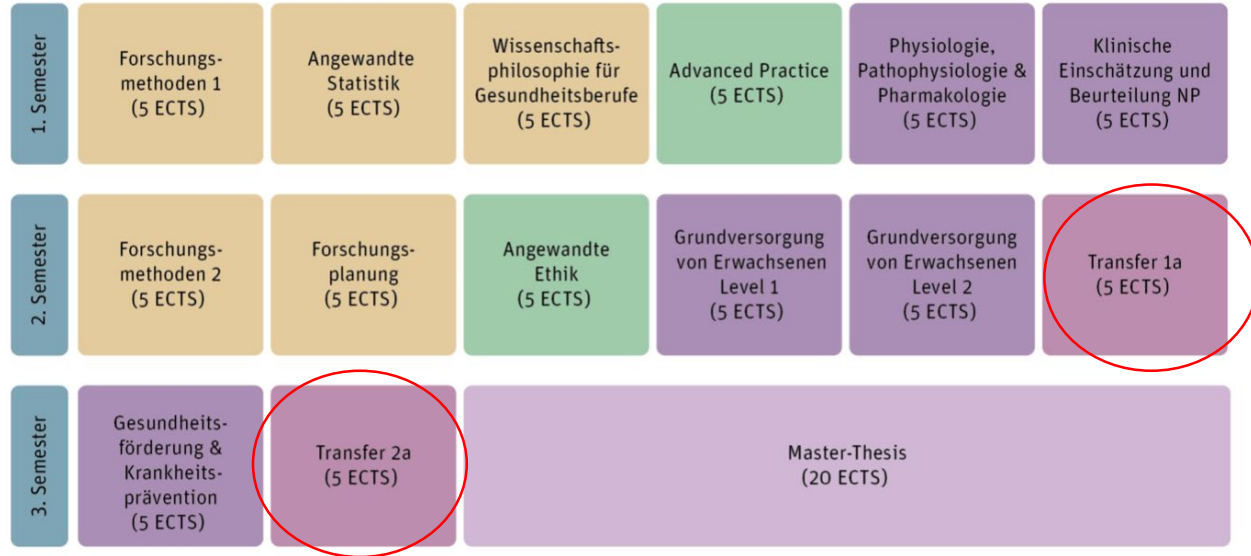 1. Semester
Forschungs-
methoden 1
(5 ECTS)
Angewandte
Statistik
(5 ECTS)
Wissenschafts-
philosophie für
Gesundheitsberufe
(5 ECTS)
Advanced Practice
(5 ECTS)
Physiologie,
Pathophysiologie &
Pharmakologie
(5 ECTS)
Klinische
Einschätzung und
Beurteilung NP
(5 ECTS)
2. Semester
Forschungs-
methoden 2
(5 ECTS)
Forschungs-
planung
(5 ECTS)
Angewandte
Ethik
(5 ECTS)
Grundversorgung
von Erwachsenen
Level 1
(5 ECTS)
Grundversorgung
von Erwachsenen
Level 2
(5 ECTS)
Transfer 1a
(5 ECTS)
3. Semester
Gesundheits-
förderung &
Krankheits-
prävention
(5 ECTS)
Transfer 2a
(5 ECTS)
Master-Thesis
(20 ECTS)